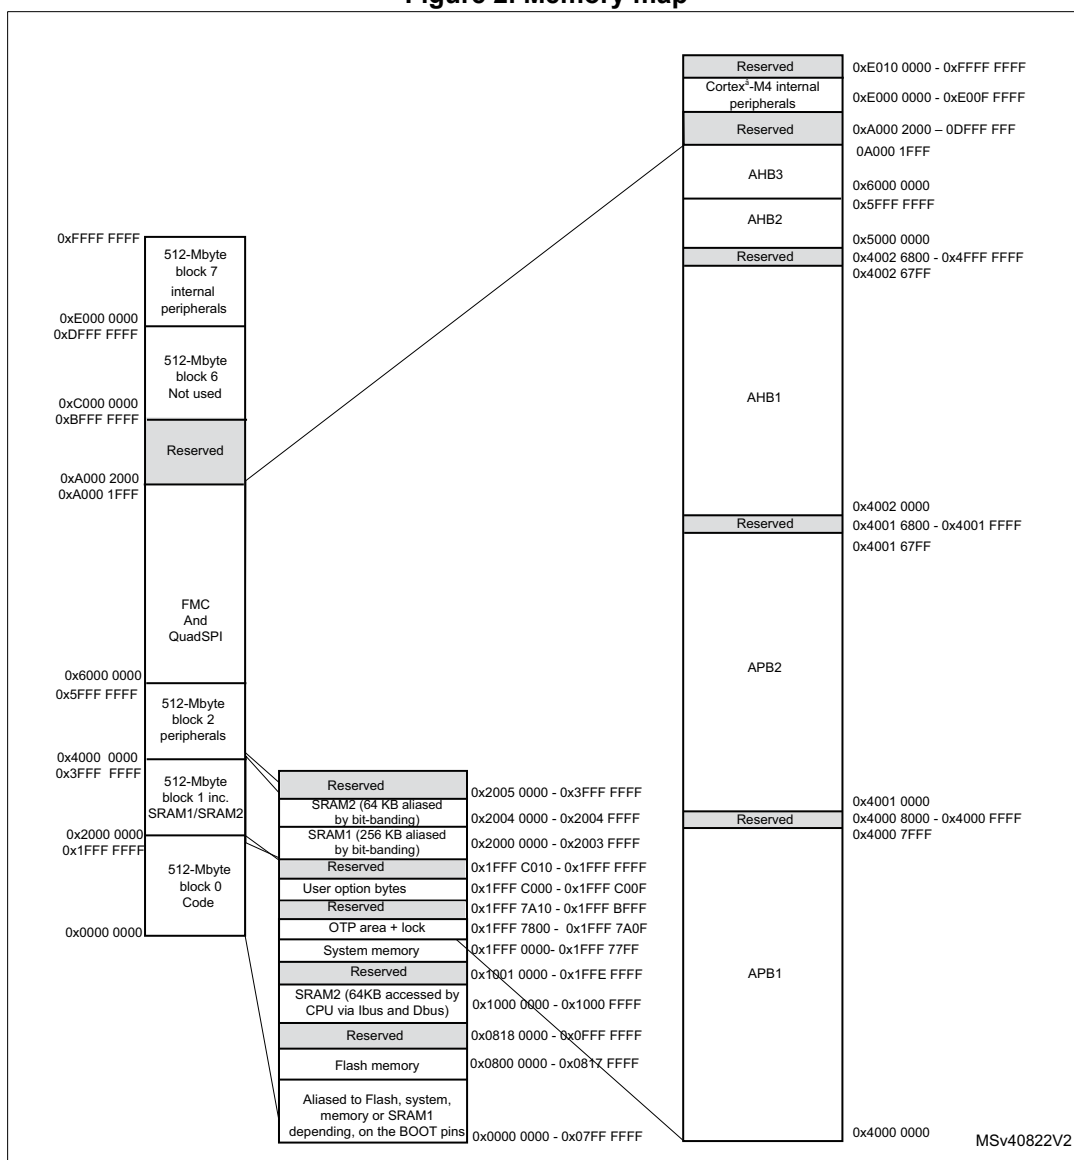 Figure 2. Memory map
0xFFFF FFFF
512-Mbyte
block 7
internal
peripherals
0xE000 0000
0xDFFF FFFF
512-Mbyte
block 6
Not used
0xC000 0000
0xBFFF FFFF
Reserved
0xA000 2000
0xA000 1FFF
FMC
And
QuadSPI
0x6000 0000
0x5FFF FFFF
512-Mbyte
block 2
peripherals
0x4000 0000
0x3FFF FFFF
512-Mbyte
block 1 inc.
SRAM1/SRAM2
0x2000 0000
0x1FFF FFFF
512-Mbyte
block 0
Code
0x0000 0000
Reserved
0x2005 0000 - 0x3FFF FFFF
SRAM2 (64 KB aliased
by bit-banding)
0x2004 0000 - 0x2004 FFFF
SRAM1 (256 KB aliased
by bit-banding)
0x2000 0000 - 0x2003 FFFF
Reserved
0x1FFF C010 - 0x1FFF FFFF
User option bytes
0x1FFF C000 - 0x1FFF C00F
Reserved
0x1FFF 7A10 - 0x1FFF BFFF
OTP area + lock
0x1FFF 7800 - 0x1FFF 7A0F
System memory
0x1FFF 0000- 0x1FFF 77FF
Reserved
0x1001 0000 - 0x1FFE FFFF
SRAM2 (64KB accessed by
CPU via Ibus and Dbus)
0x1000 0000 - 0x1000 FFFF
Reserved
0x0818 0000 - 0x0FFF FFFF
Flash memory
0x0800 0000 - 0x0817 FFFF
Aliased to Flash, system,
memory or SRAM1
depending, on the BOOT pins
0x0000 0000 - 0x07FF FFFF
Reserved
0xE010 0000 - 0xFFFF FFFF
Cortex³-M4 internal
peripherals
0xE000 0000 - 0xE00F FFFF
Reserved
0xA000 2000 – 0DFFF FFF
0A000 1FFF
AHB3
0x6000 0000
0x5FFF FFFF
AHB2
0x5000 0000
Reserved
0x4002 6800 - 0x4FFF FFFF
0x4002 67FF
AHB1
0x4002 0000
Reserved
0x4001 6800 - 0x4001 FFFF
0x4001 67FF
APB2
0x4001 0000
Reserved
0x4000 8000 - 0x4000 FFFF
0x4000 7FFF
APB1
0x4000 0000
MSv40822V2